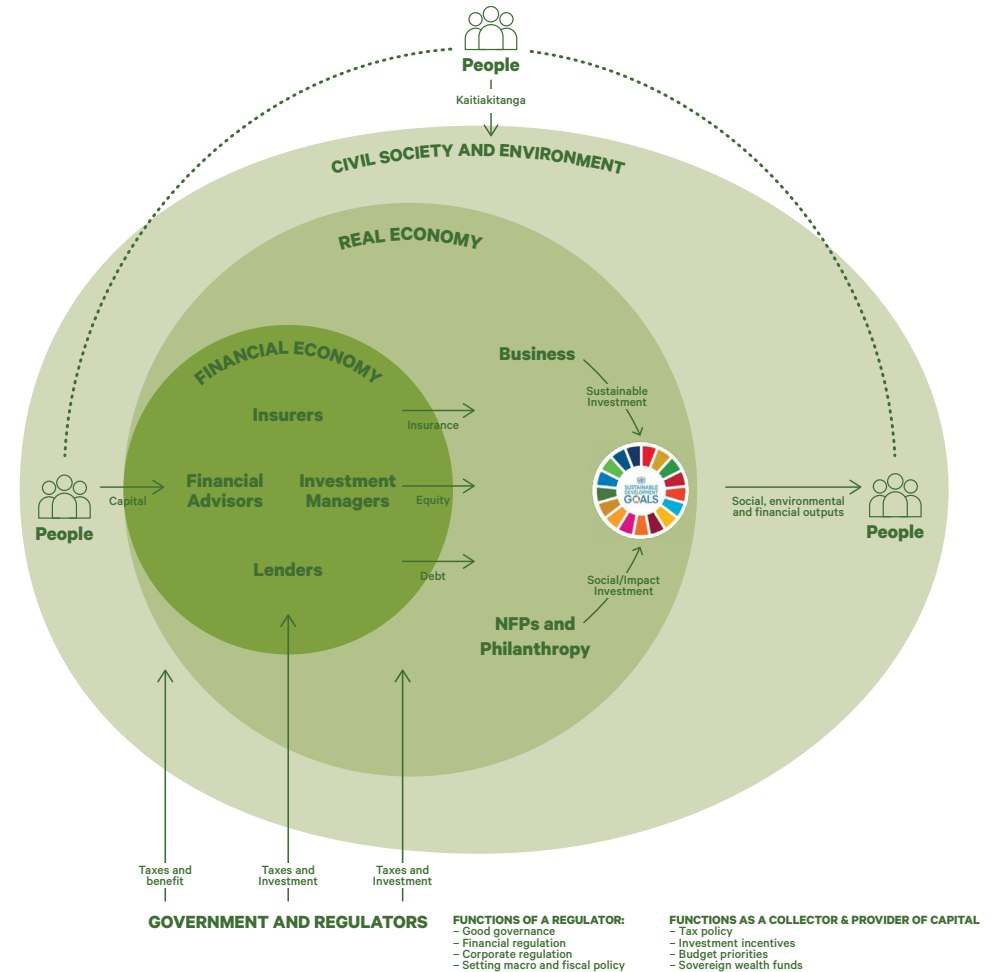 People
Kaitiakitanga
CIVIL SOCIETY AND ENVIRONMENT
REAL ECONOMY
FINANCIAL ECONOMY
Business
Sustainable
Investment
Insurers
Insurance
Financial
Advisors
Investment
Managers
Equity
Capital
People
SUSTAINABLE
DEVELOPMENT
GOALS
Social, environmental
and financial outputs
People
Lenders
Debt
Social/Impact
Investment
NFPs and
Philanthropy
Taxes and
benefit
Taxes and
Investment
Taxes and
Investment
GOVERNMENT AND REGULATORS
FUNCTIONS OF A REGULATOR:
– Good governance
– Financial regulation
– Corporate regulation
– Setting macro and fiscal policy
FUNCTIONS AS A COLLECTOR & PROVIDER OF CAPITAL
– Tax policy
– Investment incentives
– Budget priorities
– Sovereign wealth funds